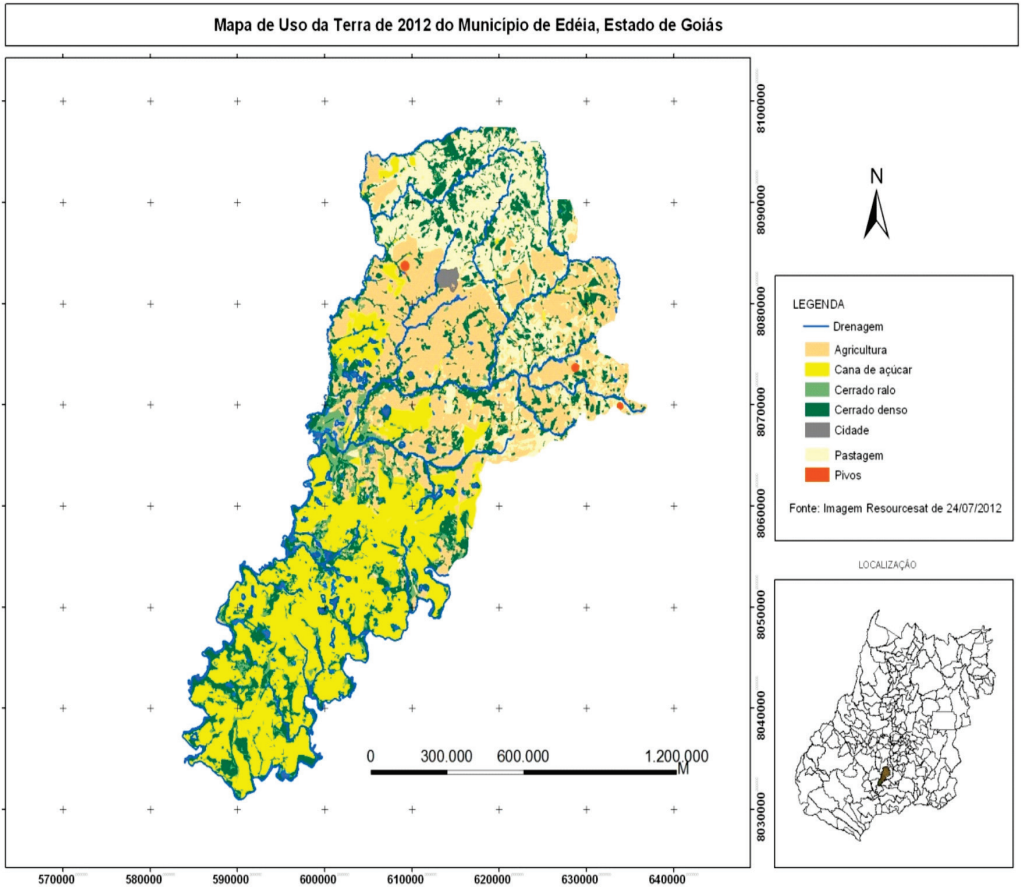 Mapa de Uso da Terra de 2012 do Município de Edéia, Estado de Goiás
8100000
8090000
8080000
8070000
8060000
8050000
8040000
8030000
N
LEGENDA
Drenagem
Agricultura
Cana de açúcar
Cerrado ralo
Cerrado denso
Cidade
Pastagem
Pivos
Fonte: Imagem Resourcesat de 24/07/2012
LOCALIZAÇÃO
0 300.000 600.000 1.200.000
M
570000 580000 590000 600000 610000 620000 630000 640000